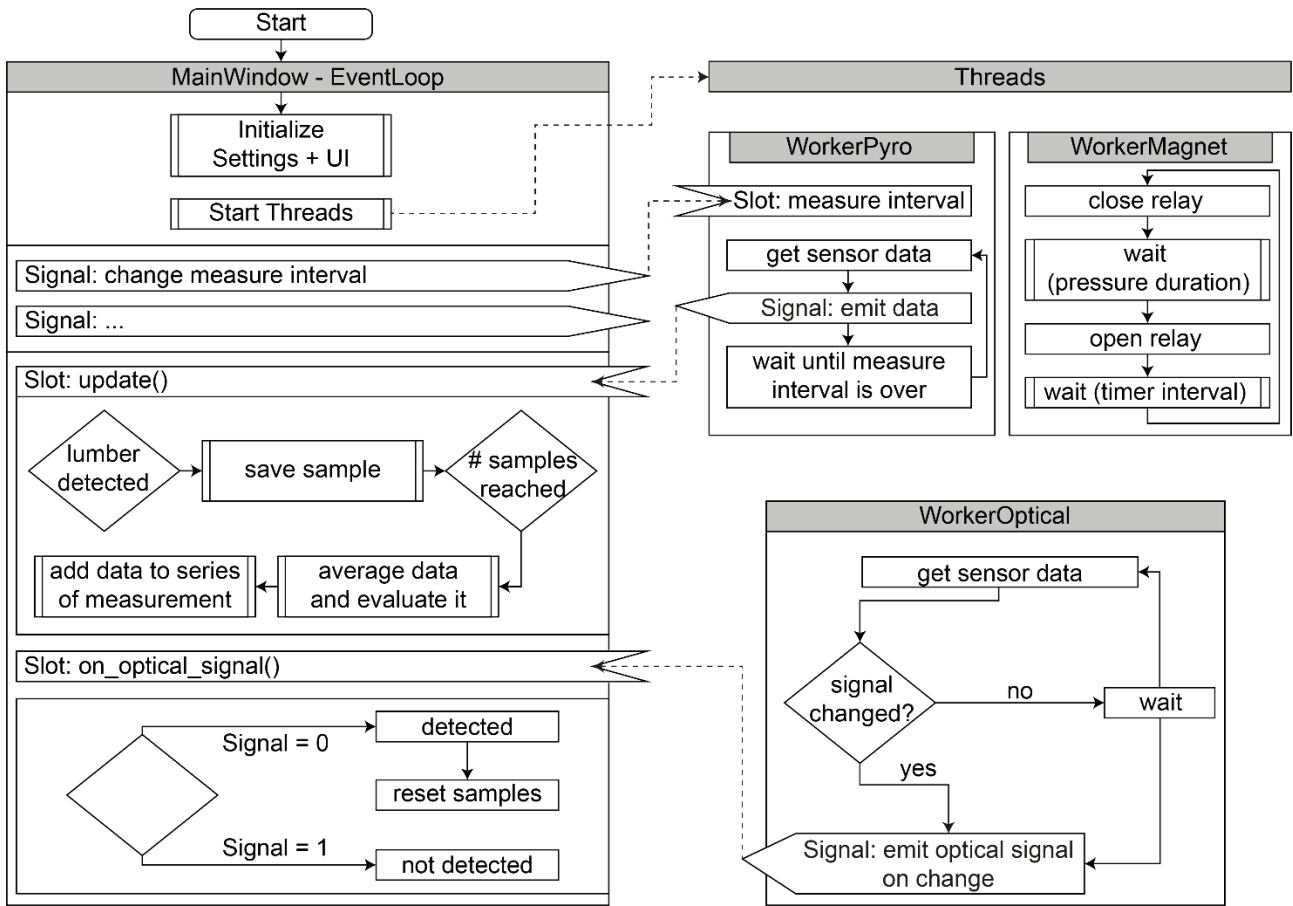 Start
MainWindow - EventLoop
Initialize
Settings + UI
Start Threads
Signal: change measure interval
Signal: ...
Slot: update()
lumber
detected
save sample
# samples
reached
add data to series
of measurement
average data
and evaluate it
Slot: on_optical_signal()
Signal = 0
detected
reset samples
Signal = 1
not detected
Threads
WorkerPyro
Slot: measure interval
get sensor data
Signal: emit data
wait until measure
interval is over
WorkerMagnet
close relay
wait
(pressure duration)
open relay
wait (timer interval)
WorkerOptical
get sensor data
signal
changed?
no
wait
yes
Signal: emit optical signal
on change